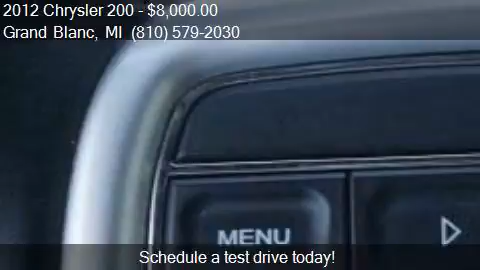 2012 Chrysler 200 - $8,000.00
Grand Blanc, MI (810) 579-2030
MENU
Schedule a test drive today!